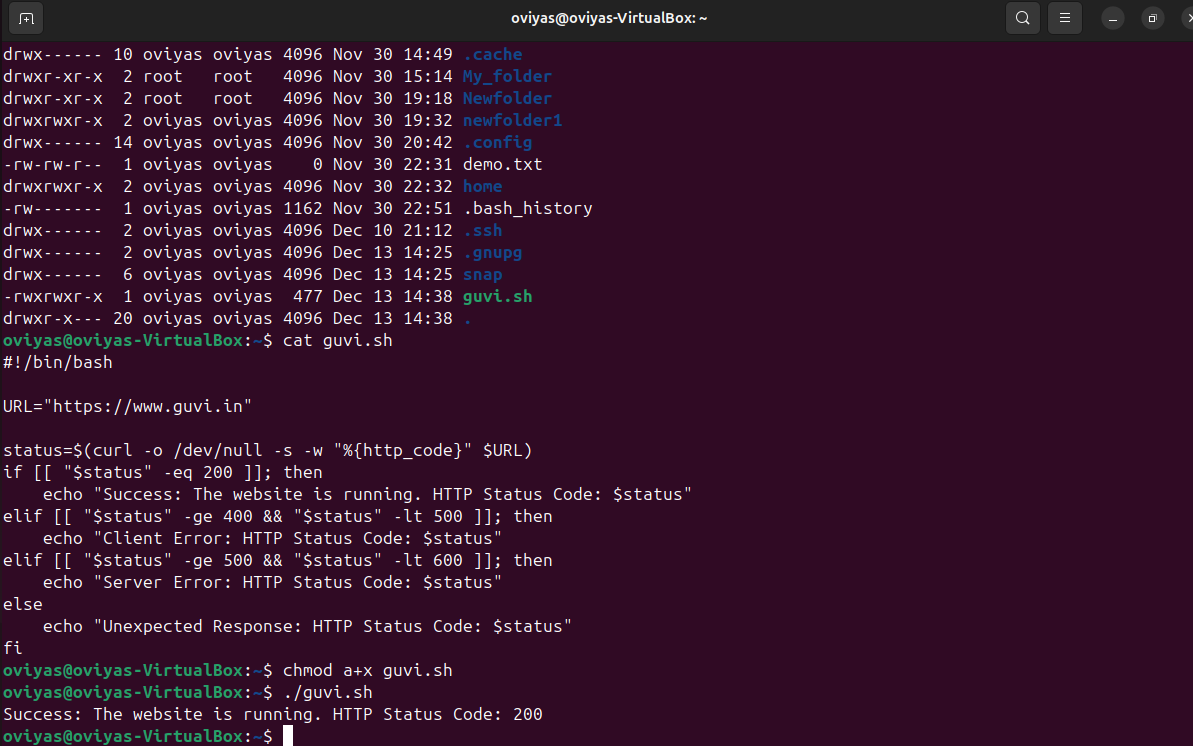 oviyas@oviyas-VirtualBox: ~
drwx------ 10 oviyas oviyas 4096 Nov 30 14:49 .cache
drwxr-xr-x  2 root   root   4096 Nov 30 15:14 My_folder
drwxr-xr-x  2 root   root   4096 Nov 30 19:18 Newfolder
drwxrwxr-x  2 oviyas oviyas 4096 Nov 30 19:32 newfolder1
drwx------ 14 oviyas oviyas 4096 Nov 30 20:42 .config
-rw-rw-r--  1 oviyas oviyas    0 Nov 30 22:31 demo.txt
drwxrwxr-x  2 oviyas oviyas 4096 Nov 30 22:32 home
-rw-------  1 oviyas oviyas 1162 Nov 30 22:51 .bash_history
drwx------  2 oviyas oviyas 4096 Dec 10 21:12 .ssh
drwx------  2 oviyas oviyas 4096 Dec 13 14:25 .gnupg
drwx------  6 oviyas oviyas 4096 Dec 13 14:25 snap
-rwxrwxr-x  1 oviyas oviyas  477 Dec 13 14:38 guvi.sh
drwxr-x--- 20 oviyas oviyas 4096 Dec 13 14:38 .
oviyas@oviyas-VirtualBox:~$ cat guvi.sh
#!/bin/bash
URL="https://www.guvi.in"
status=$(curl -o /dev/null -s -w "%{http_code}" $URL)
if [[ "$status" -eq 200 ]]; then
    echo "Success: The website is running. HTTP Status Code: $status"
elif [[ "$status" -ge 400 && "$status" -lt 500 ]]; then
    echo "Client Error: HTTP Status Code: $status"
elif [[ "$status" -ge 500 && "$status" -lt 600 ]]; then
    echo "Server Error: HTTP Status Code: $status"
else
    echo "Unexpected Response: HTTP Status Code: $status"
fi
oviyas@oviyas-VirtualBox:~$ chmod a+x guvi.sh
oviyas@oviyas-VirtualBox:~$ ./guvi.sh
Success: The website is running. HTTP Status Code: 200
oviyas@oviyas-VirtualBox:~$